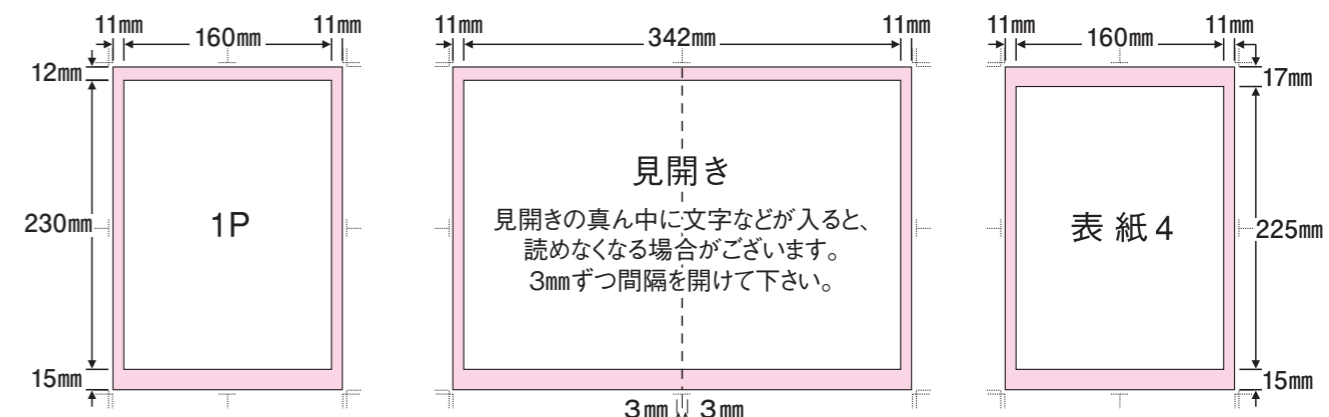 11㎜
160㎜
11㎜
12㎜
230㎜
15㎜
1P
11㎜
342㎜
11㎜
見開き
見開きの真ん中に文字などが入ると、
読めなくなる場合がございます。
3㎜ずつ間隔を開けて下さい。
3㎜ 3㎜
11㎜
160㎜
11㎜
17㎜
表紙4
225㎜
15㎜